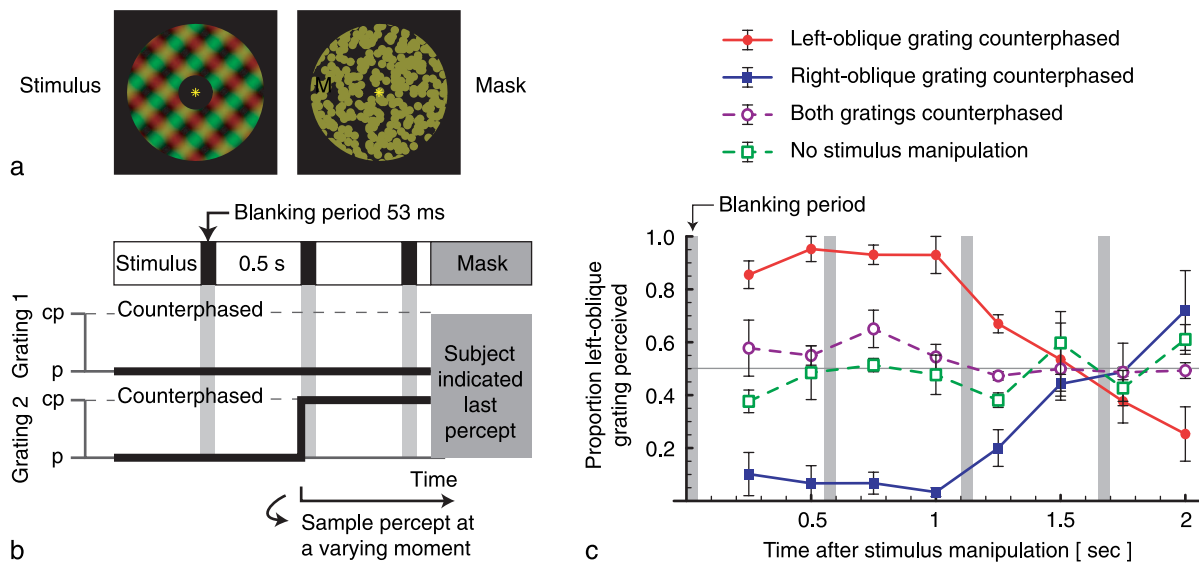 Stimulus
M
Mask
a
Left-oblique grating counterphased
Right-oblique grating counterphased
Both gratings counterphased
No stimulus manipulation
Blanking period 53 ms
Stimulus
0.5 s
Mask
Grating 1
cp
Counterphased
p
Grating 2
cp
Counterphased
p
Subject
indicated
last
percept
Time
Sample percept at
a varying moment
b
Blanking period
Proportion left-oblique
grating perceived
1.0
0.8
0.6
0.4
0.2
0.5
1
1.5
2
Time after stimulus manipulation [ sec ]
c